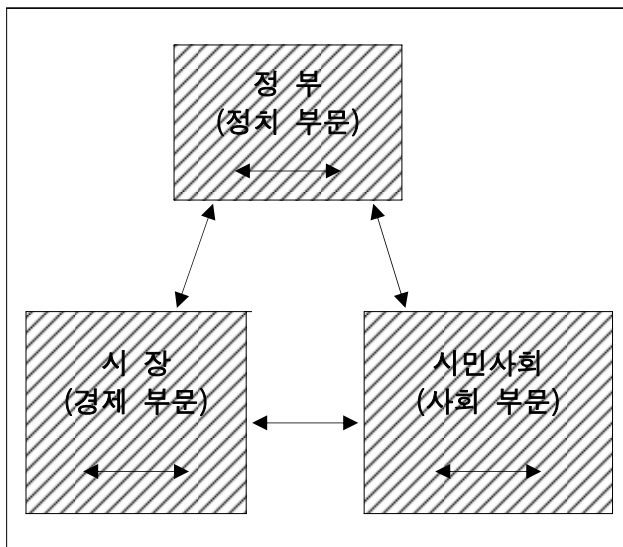 정 부
(정치 부문)
시 장
(경제 부문)
시민사회
(사회 부문)